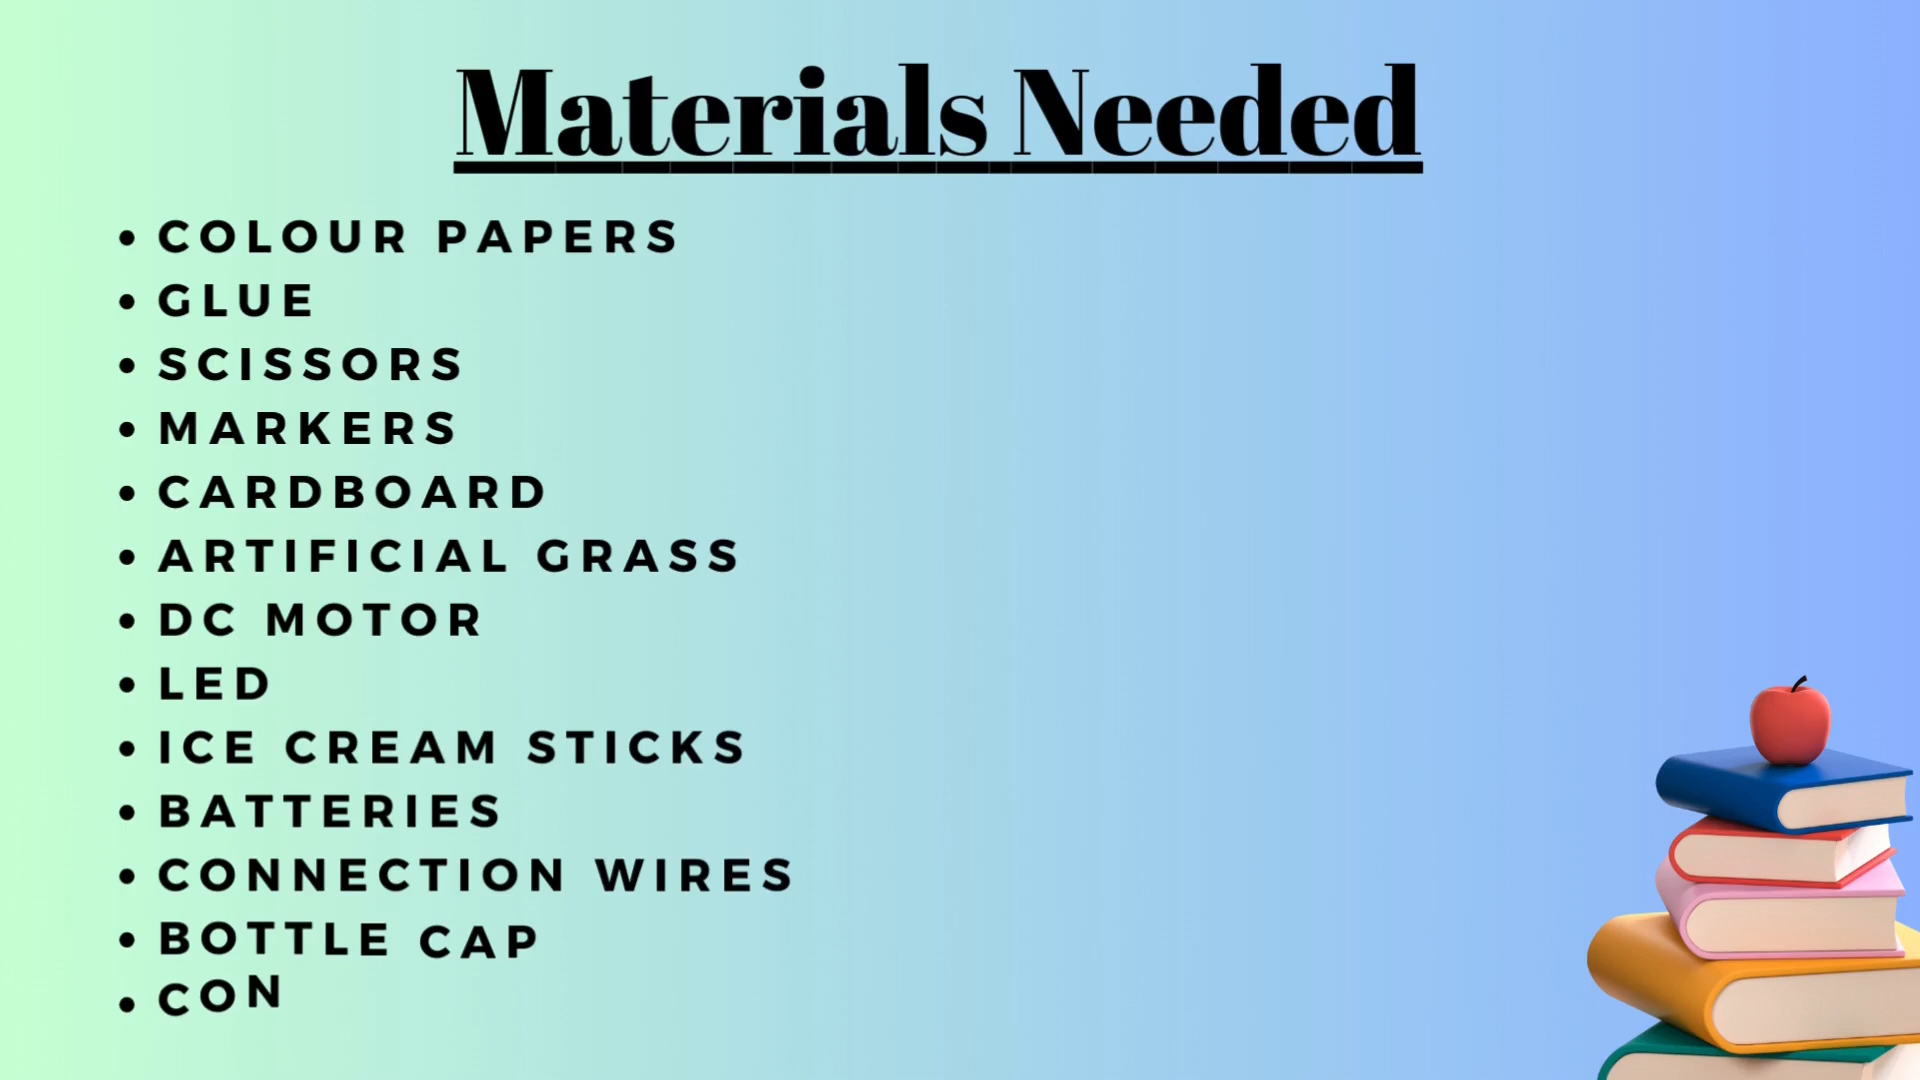 Materials Needed
• COLOUR PAPERS
• GLUE
• SCISSORS
• MARKERS
• CARDBOARD
• ARTIFICIAL GRASS
• DC MOTOR
• LED
• ICE CREAM STICKS
• BATTERIES
• CONNECTION WIRES
• BOTTLE CAP
• CON